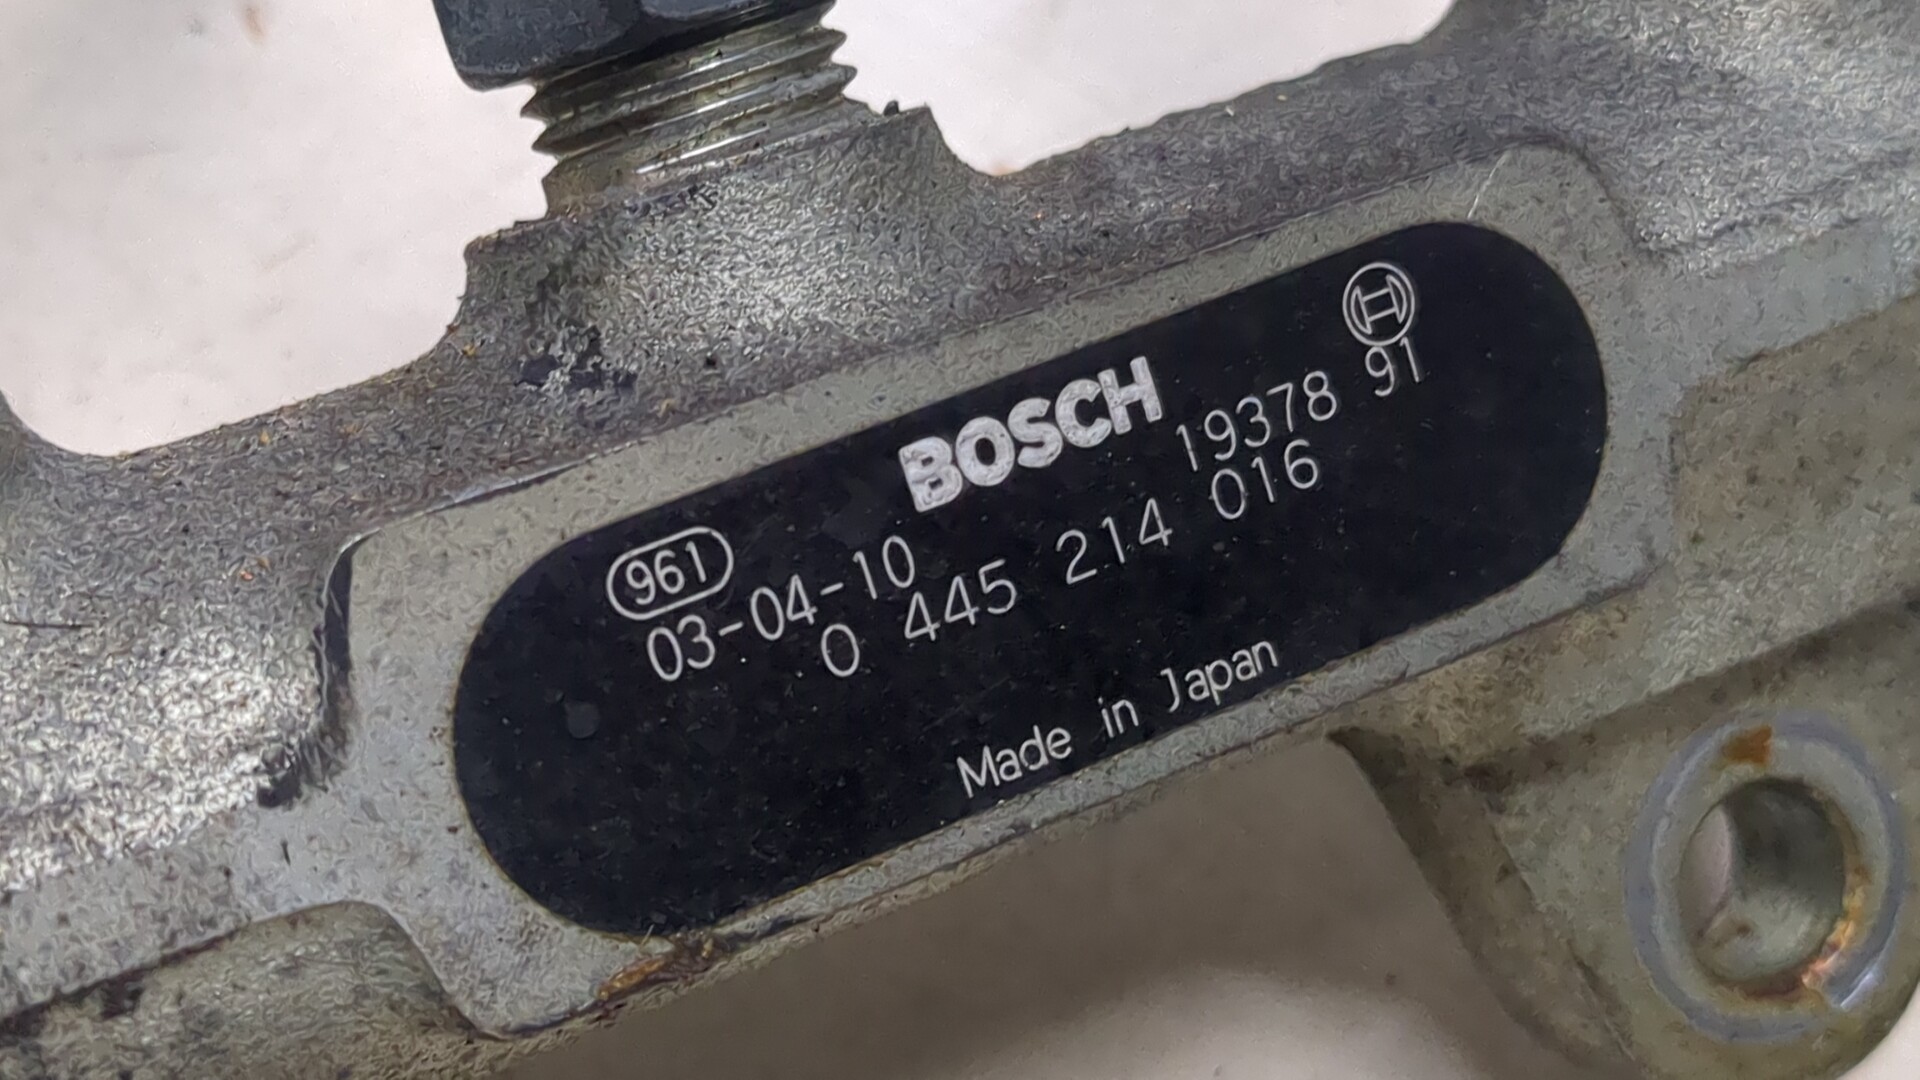 BOSCH
961
19378 91
03-04-10
0 445 214 016
Made in Japan